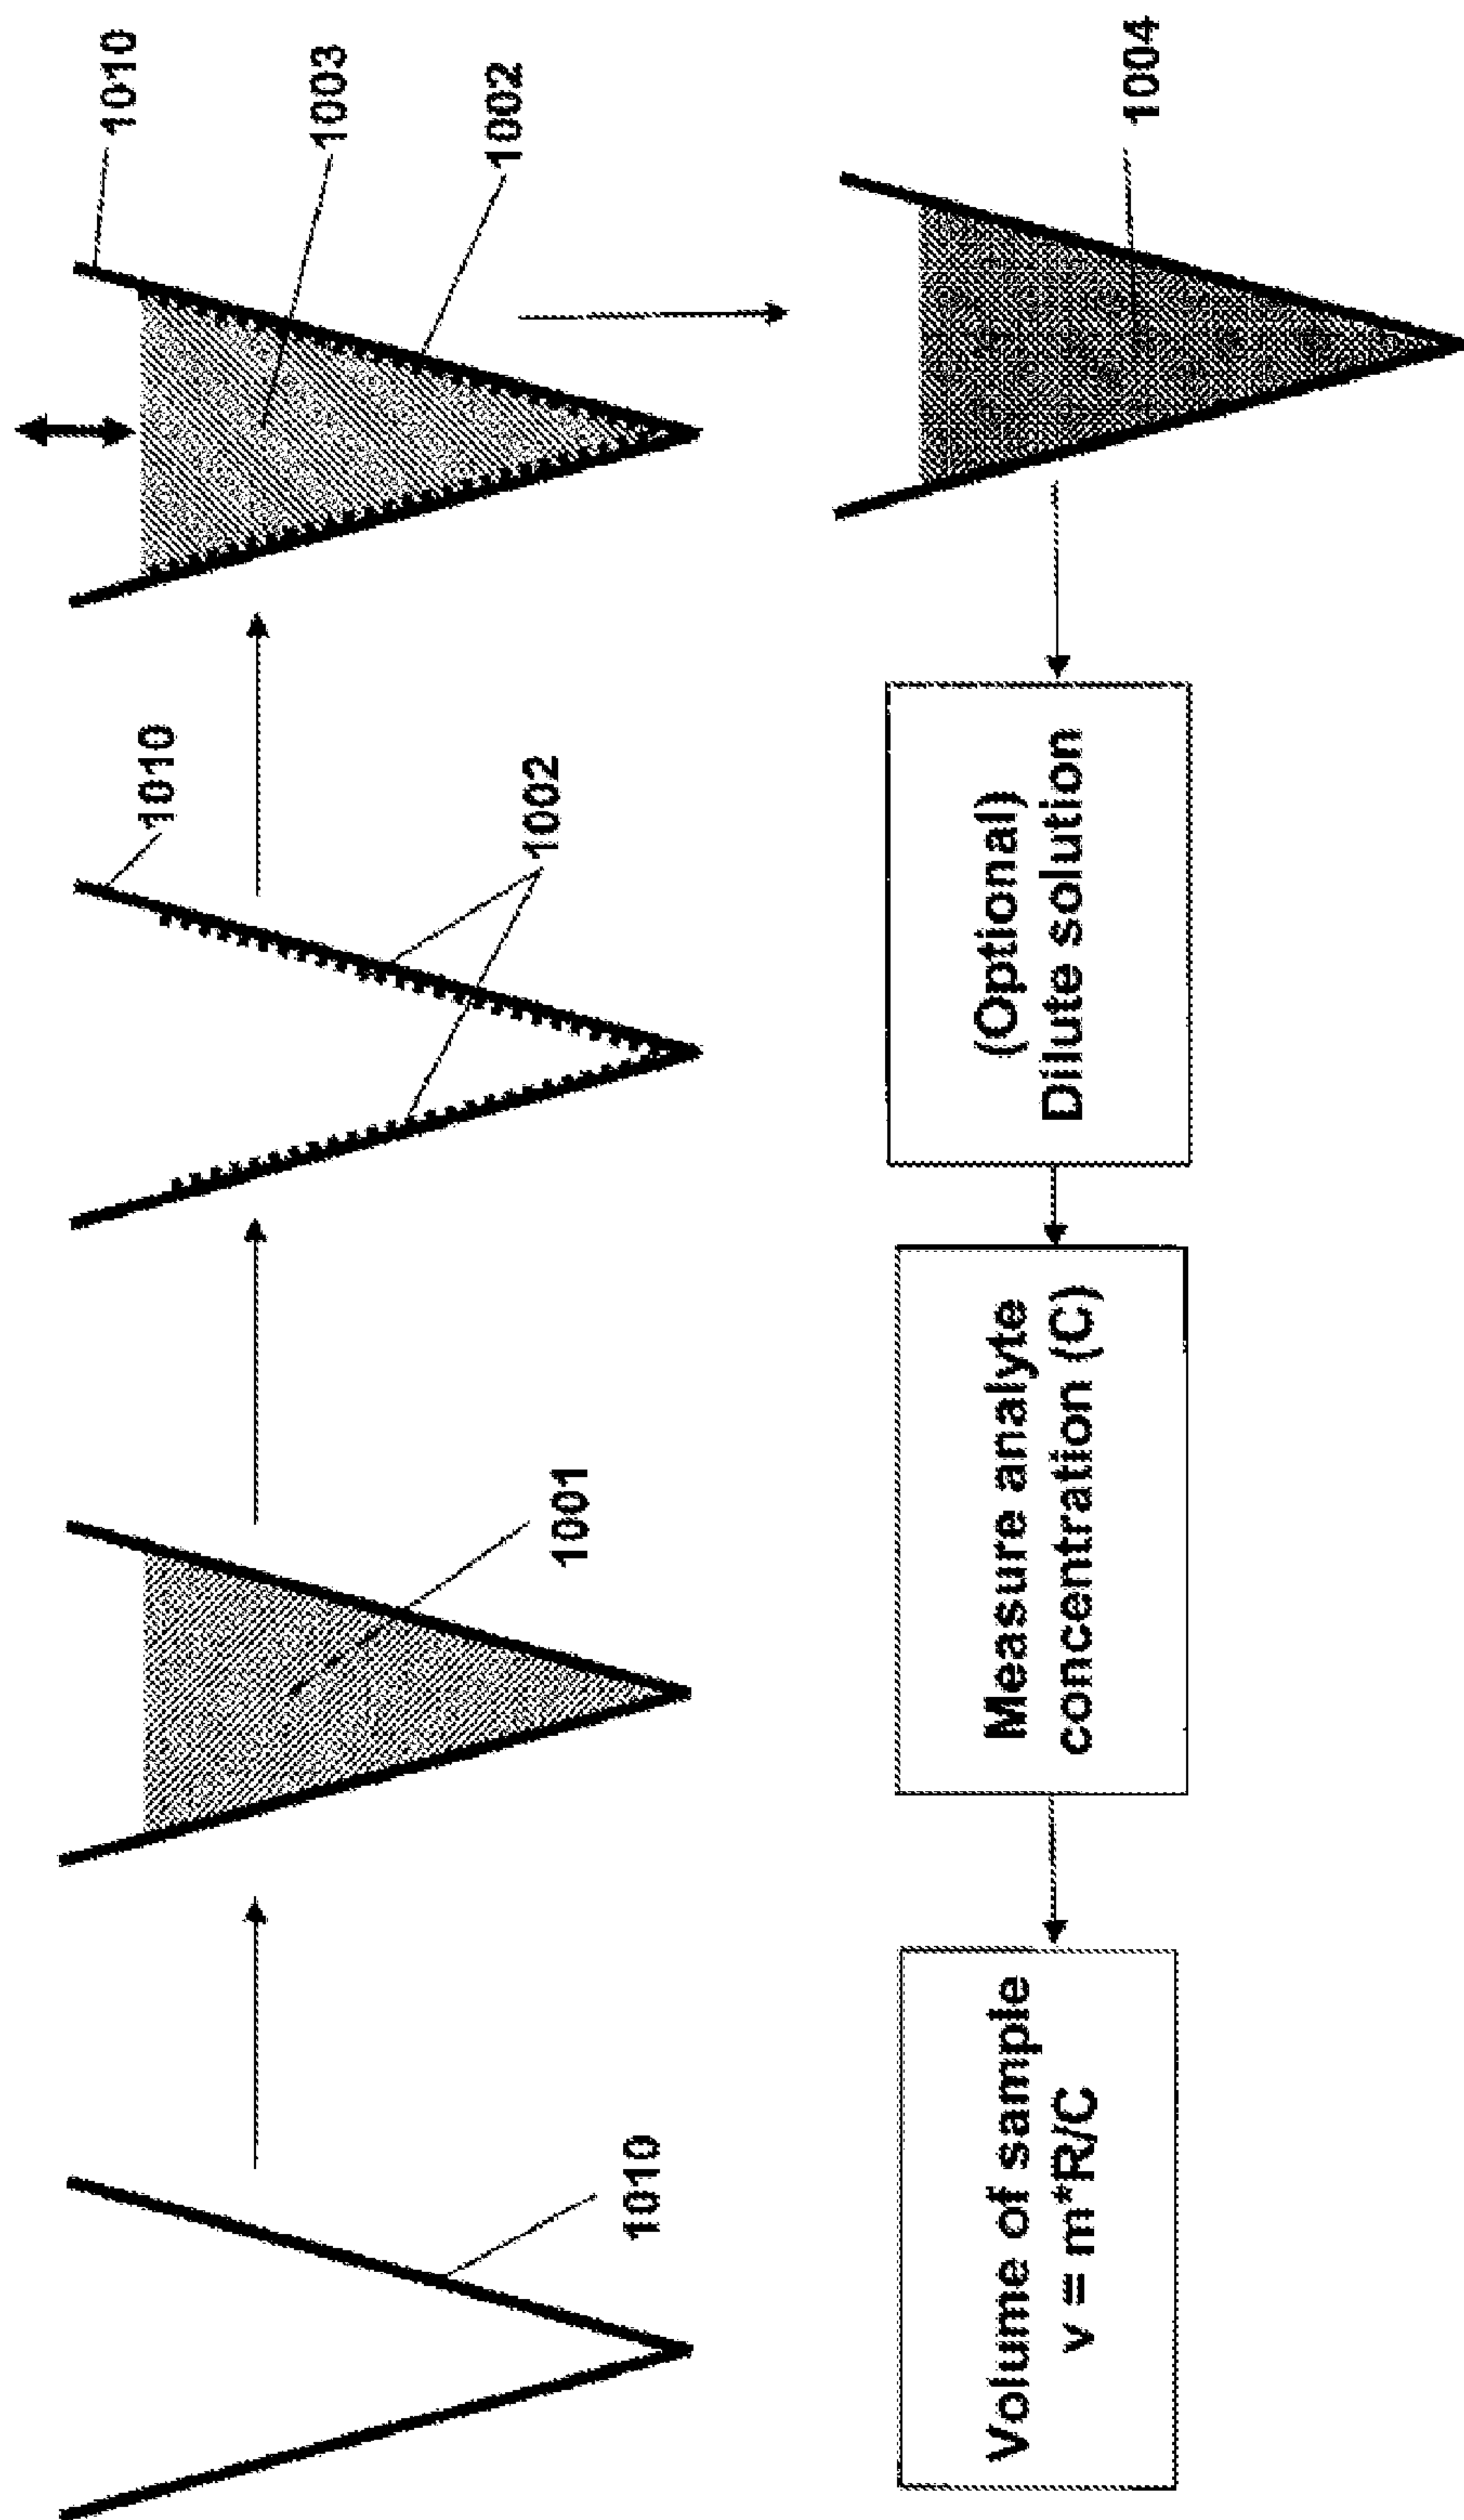 1010
1001
1010
1002
1010
1003
1002
1004
(Optional)
Dilute solution
Measure analyte
concentration (C)
Volume of sample
v = m*R/C